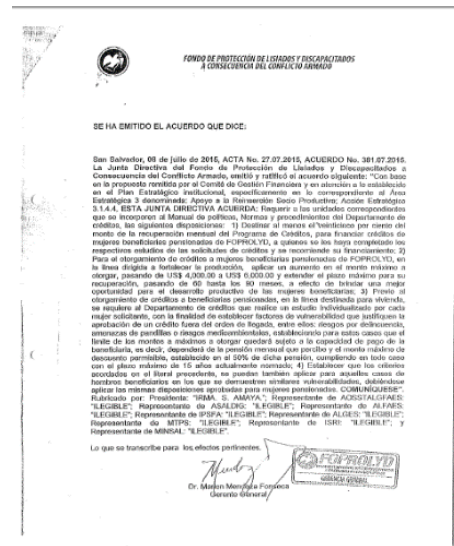 FONDO DE PROTECCIÓN DE LISIADOS Y DISCAPACITADOS
A CONSECUENCIA DEL CONFLICTO ARMADO
SE HA EMITIDO EL ACUERDO QUE DICE:
San Salvador, 08 de julio de 2015, ACTA No. 27.07.2015, ACUERDO No. 381.07.2015.
La Junta Directiva del Fondo de Protección de Lisiados y Discapacitados a
Consecuencia del Conflicto Armado, emitió y ratificó el acuerdo siguiente: "Con base
en la propuesta remitida por el Comité de Gestión Financiera y en atención a lo establecido
en el Plan Estratégico Institucional, específicamente en lo correspondiente al Área
Estratégica 3 denominada: Apoyo a la Reinserción Socio Productiva; Acción Estratégica
3.1.4.4, ESTA JUNTA DIRECTIVA ACUERDA: Requerir a las unidades correspondientes
que se incorporen al Manual de políticas, Normas y procedimientos del Departamento de
créditos, las siguientes disposiciones: 1) Destinar al menos el treinticinco por ciento del
monto de la recuperación mensual del Programa de Créditos, para financiar créditos de
mujeres beneficiarias pensionadas de FOPROLYD, a quienes se los haya completado los
respectivos estudios de las solicitudes de créditos y se recomiende su financiamiento; 2)
Para el otorgamiento de créditos a mujeres beneficiarias pensionadas de FOPROLYD, en
la línea dirigida a fortalecer la producción, aplicar un aumento en el monto máximo a
otorgar, pasando de US$ 4,000.00 a US$ 6,000.00 y extender el plazo máximo para su
recuperación, pasando de 60 hasta los 80 meses, a efecto de brindar una mejor
oportunidad para el desarrollo productivo de las mujeres beneficiarias; 3) Previo al
otorgamiento de créditos a beneficiarias pensionadas, en la línea destinada para vivienda,
se requiere al Departamento de créditos que realice un estudio individualizado por cada
mujer solicitante, con la finalidad de establecer factores de vulnerabilidad que justifiquen la
aprobación de un crédito fuera del orden de llegada, entre ellos: riesgos por delincuencia,
amenazas de pandillas o riesgos medioambientales, estableciendo para estos casos que el
límite de los montos a máximos a otorgar quedará sujeto a la capacidad de pago de la
beneficiaria, es decir, dependerá de la pensión mensual que percibe y el monto máximo de
descuento permisible, establecido en el 50% de dicha pensión, cumpliendo en todo caso
con el plazo máximo de 15 años actualmente normado; 4) Establecer que los criterios
acordados en el literal precedente, se puedan también aplicar para aquellos casos de
hombres beneficiarios en los que se demuestren similares vulnerabilidades, debiéndose
aplicar las mismas disposiciones aprobadas para mujeres pensionadas. COMUNÍQUESE".
Rubricado por: Presidenta: "IRMA. S. AMAYA."; Representante de AOSSTALGFAES:
"ILEGIBLE"; Representante de ASALDIG: "ILEGIBLE"; Representante de ALFAES:
"ILEGIBLE"; Representante de IPSFA: "ILEGIBLE"; Representante de ALGES: "ILEGIBLE";
Representante de MTPS: "ILEGIBLE"; Representante de ISRI: "ILEGIBLE"; y
Representante de MINSAL: "ILEGIBLE".
Lo que se transcribe para los efectos pertinentes.
Dr. Marlon Mendoza Fonseca
Gerente General
FOPROLYD
GERENCIA GENERAL